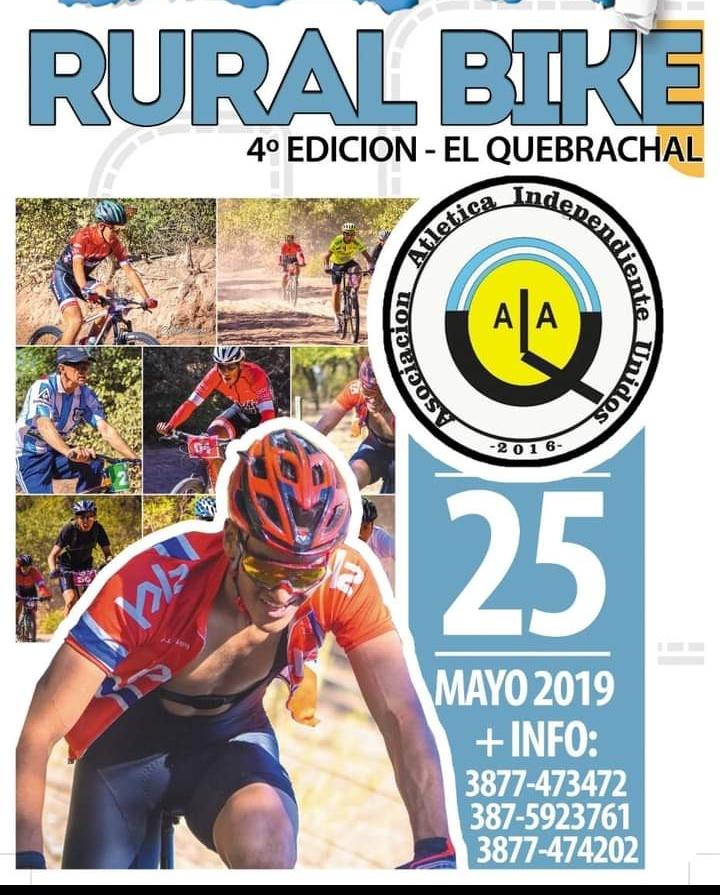 RURAL BIKE
4º EDICION - EL QUEBRACHAL
Asociacion Atletica Independiente Unidos
A A
-2016-
25
MAYO 2019
+ INFO:
3877-473472
387-5923761
3877-474202
2